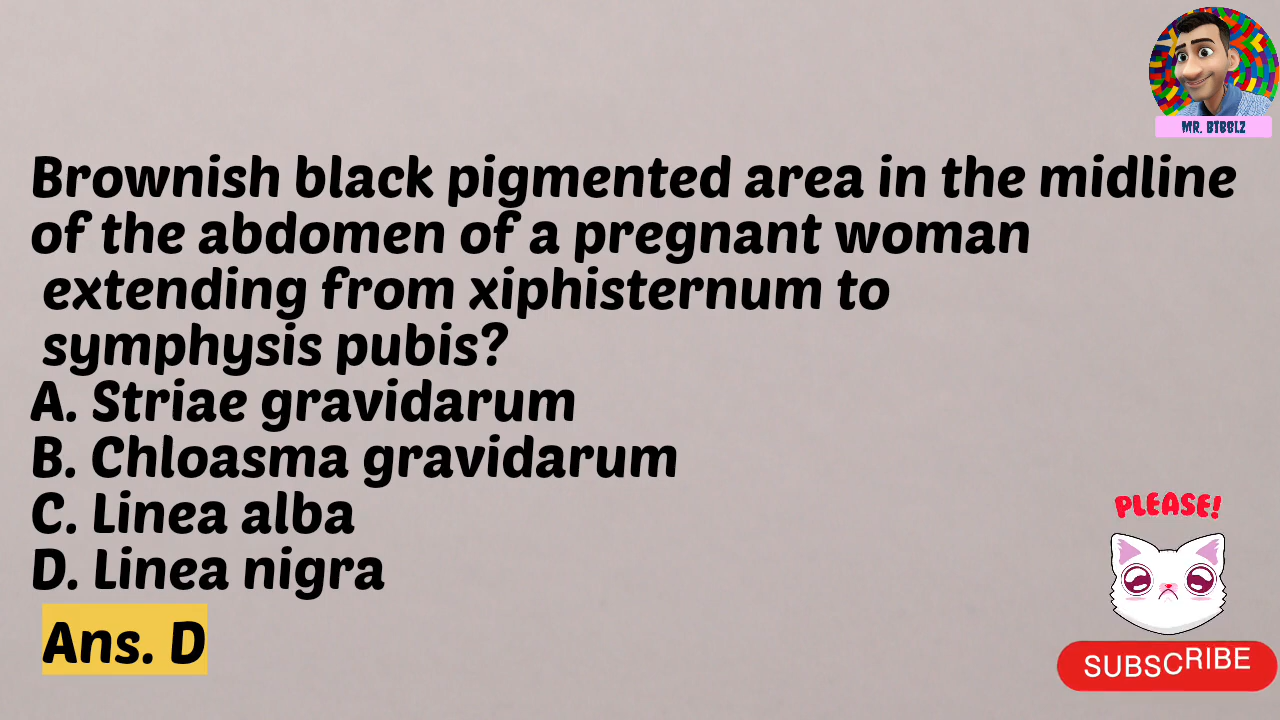 MR. BIBBLZ
Brownish black pigmented area in the midline
of the abdomen of a pregnant woman
extending from xiphisternum to
symphysis pubis?
A. Striae gravidarum
B. Chloasma gravidarum
C. Linea alba
D. Linea nigra
Ans. D
PLEASE!
SUBSCRIBE